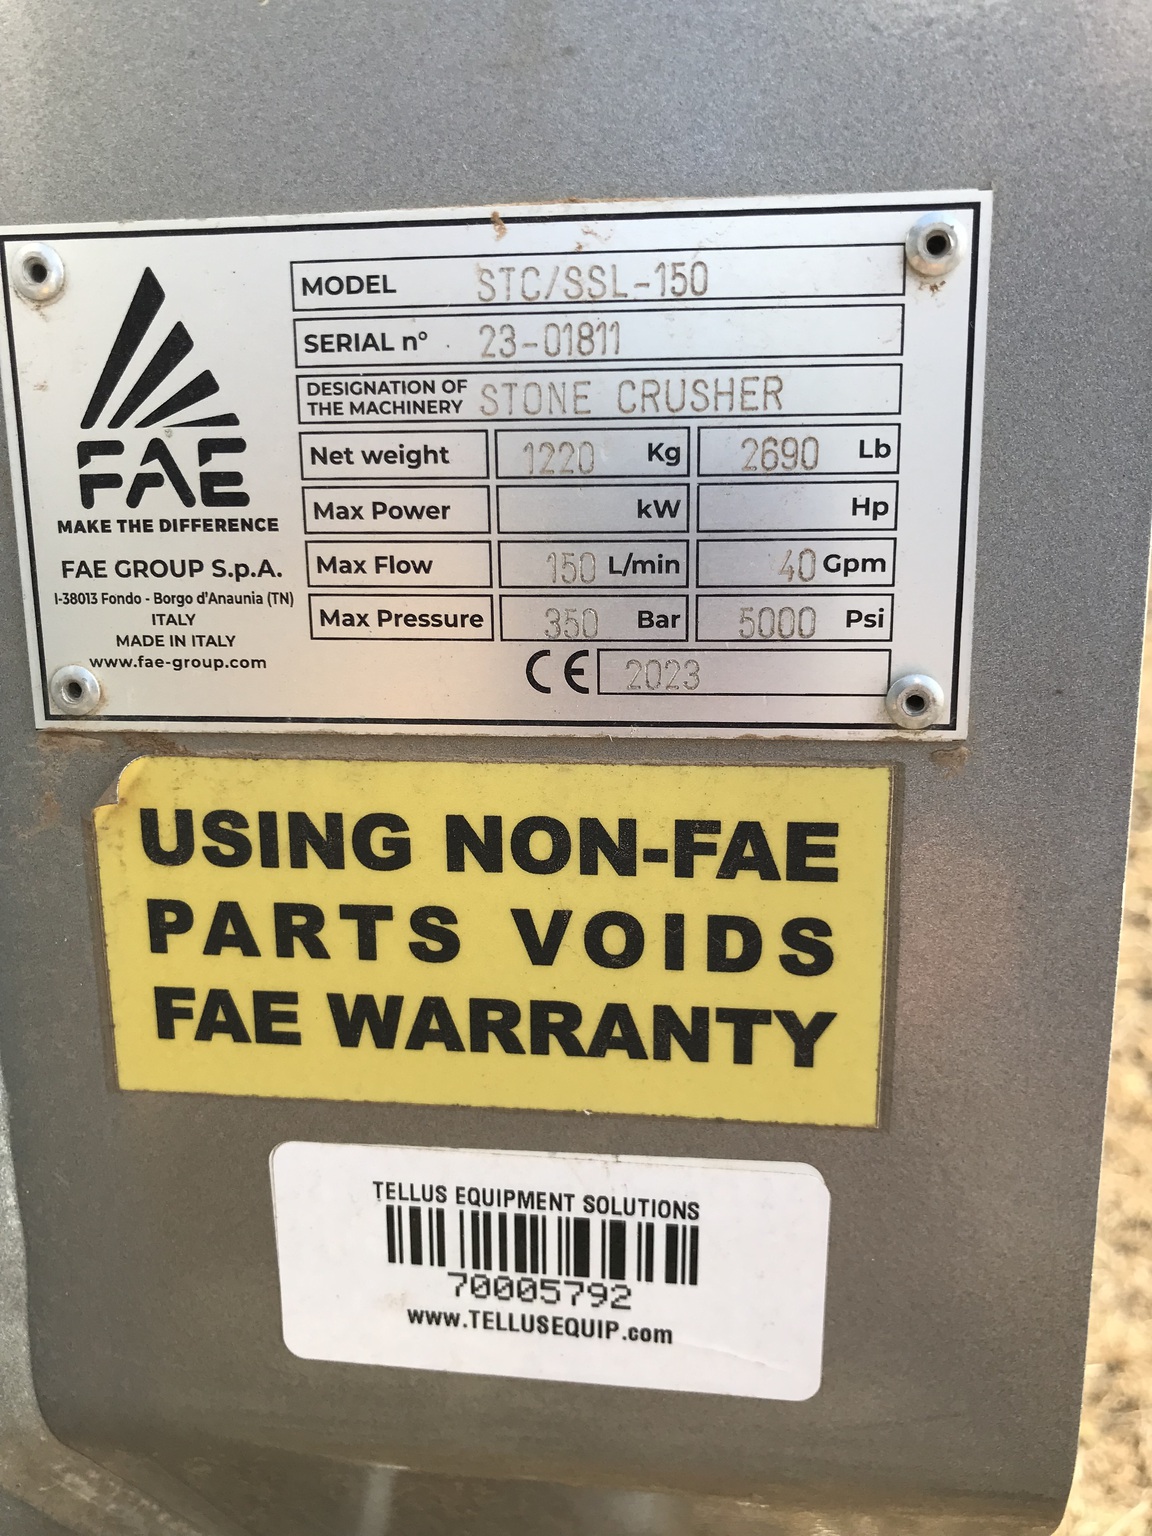 FAE
MAKE THE DIFFERENCE
FAE GROUP S.p.A.
I-38013 Fondo - Borgo d'Anaunia (TN)
ITALY
MADE IN ITALY
www.fae-group.com
MODEL STC/SSL-150
SERIAL n° 23-01811
DESIGNATION OF
THE MACHINERY STONE CRUSHER
Net weight 1220 Kg 2690 Lb
Max Power kW Hp
Max Flow 150 L/min 40 Gpm
Max Pressure 350 Bar 5000 Psi
CE 2023
USING NON-FAE
PARTS VOIDS
FAE WARRANTY
TELLUS EQUIPMENT SOLUTIONS
70005792
www.TELLUSEQUIP.com